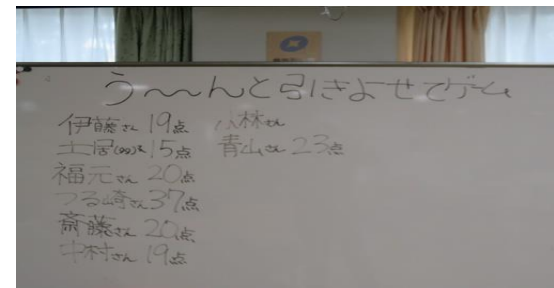 う〜〜んと引きよせてゲーム
伊藤さん 19点
土居(〇〇)さん 15点
福元さん 20点
つる崎さん 37点
斎藤さん 20点
中村さん 19点
小林さん
青山さん 23点